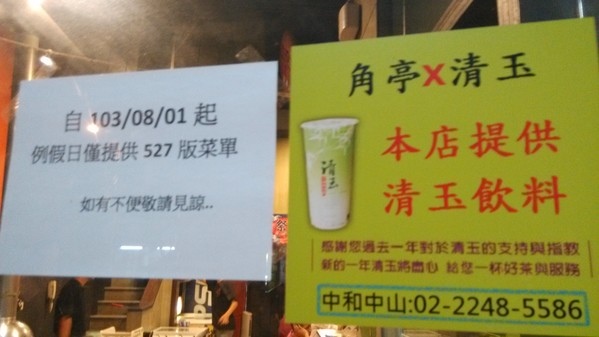 自 103/08/01 起
例假日僅提供 527 版菜單
如有不便敬請見諒..
角亭X清玉
清玉
本店提供
清玉飲料
感謝您過去一年對於清玉的支持與指教
新的一年清玉將盡心 給您一杯好茶與服務
中和中山:02-2248-5586